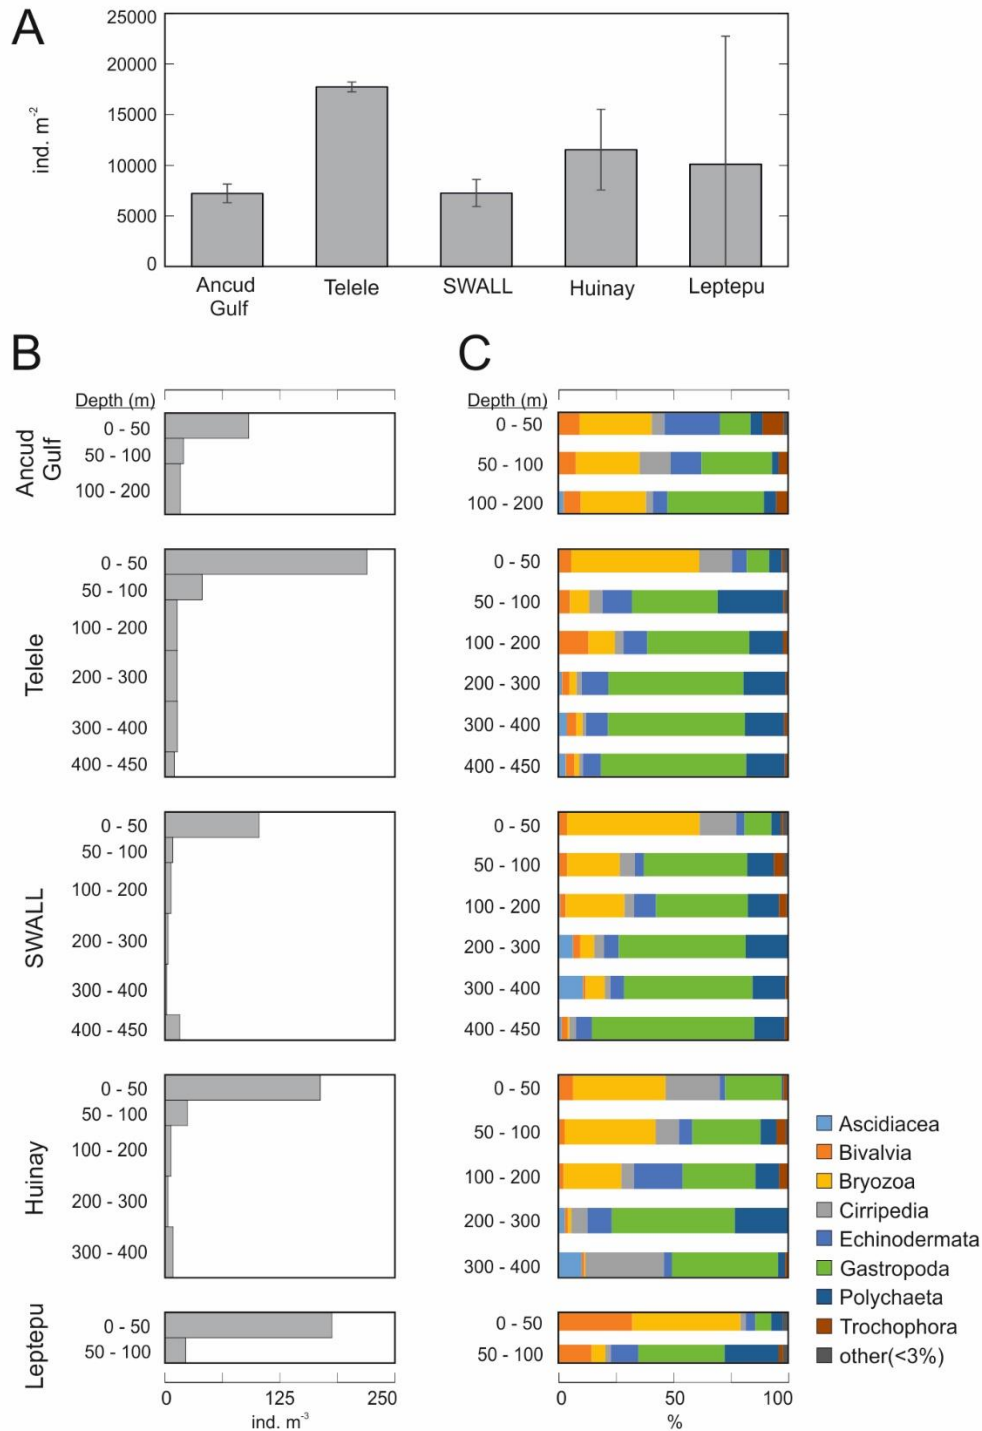 A
25000
20000
15000
10000
5000
0
ind. m-2
Ancud
Gulf
Telele
SWALL
Huinay
Leptepu
B
C
Depth (m)
Depth (m)
Ancud
Gulf
0 - 50
50 - 100
100 - 200
0 - 50
50 - 100
100 - 200
Telele
0 - 50
50 - 100
100 - 200
200 - 300
300 - 400
400 - 450
0 - 50
50 - 100
100 - 200
200 - 300
300 - 400
400 - 450
SWALL
0 - 50
50 - 100
100 - 200
200 - 300
300 - 400
400 - 450
0 - 50
50 - 100
100 - 200
200 - 300
300 - 400
400 - 450
Huinay
0 - 50
50 - 100
100 - 200
200 - 300
300 - 400
0 - 50
50 - 100
100 - 200
200 - 300
300 - 400
Leptepu
0 - 50
50 - 100
0 - 50
50 - 100
0 125 250
ind. m-3
0 50 100
%
Ascidiacea
Bivalvia
Bryozoa
Cirripedia
Echinodermata
Gastropoda
Polychaeta
Trochophora
other(<3%)